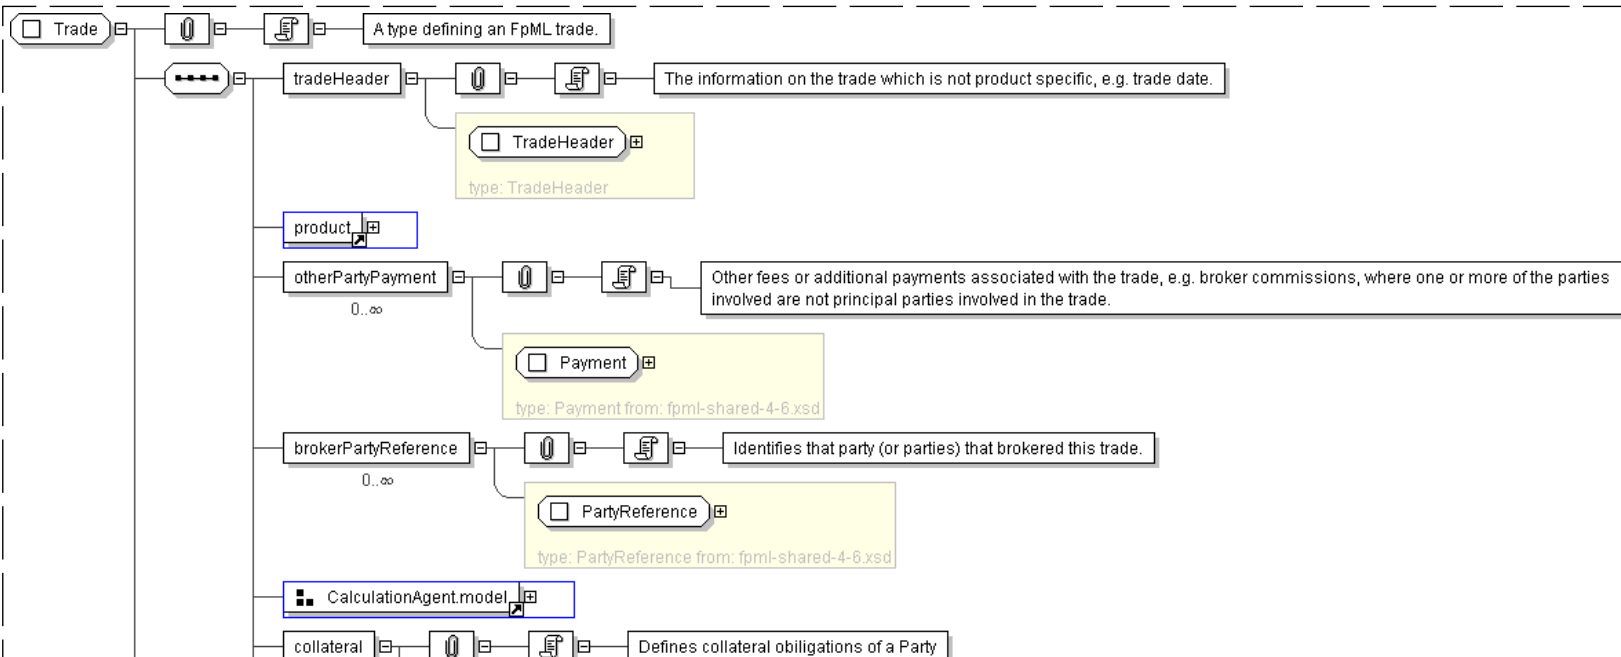 Trade
A type defining an FpML trade.
tradeHeader
The information on the trade which is not product specific, e.g. trade date.
TradeHeader
type: TradeHeader
product
otherPartyPayment
0..∞
Other fees or additional payments associated with the trade, e.g. broker commissions, where one or more of the parties
involved are not principal parties involved in the trade.
Payment
type: Payment from: fpml-shared-4-6.xsd
brokerPartyReference
0..∞
Identifies that party (or parties) that brokered this trade.
PartyReference
type: PartyReference from: fpml-shared-4-6.xsd
CalculationAgent.model
collateral
Defines collateral obiligations of a Party